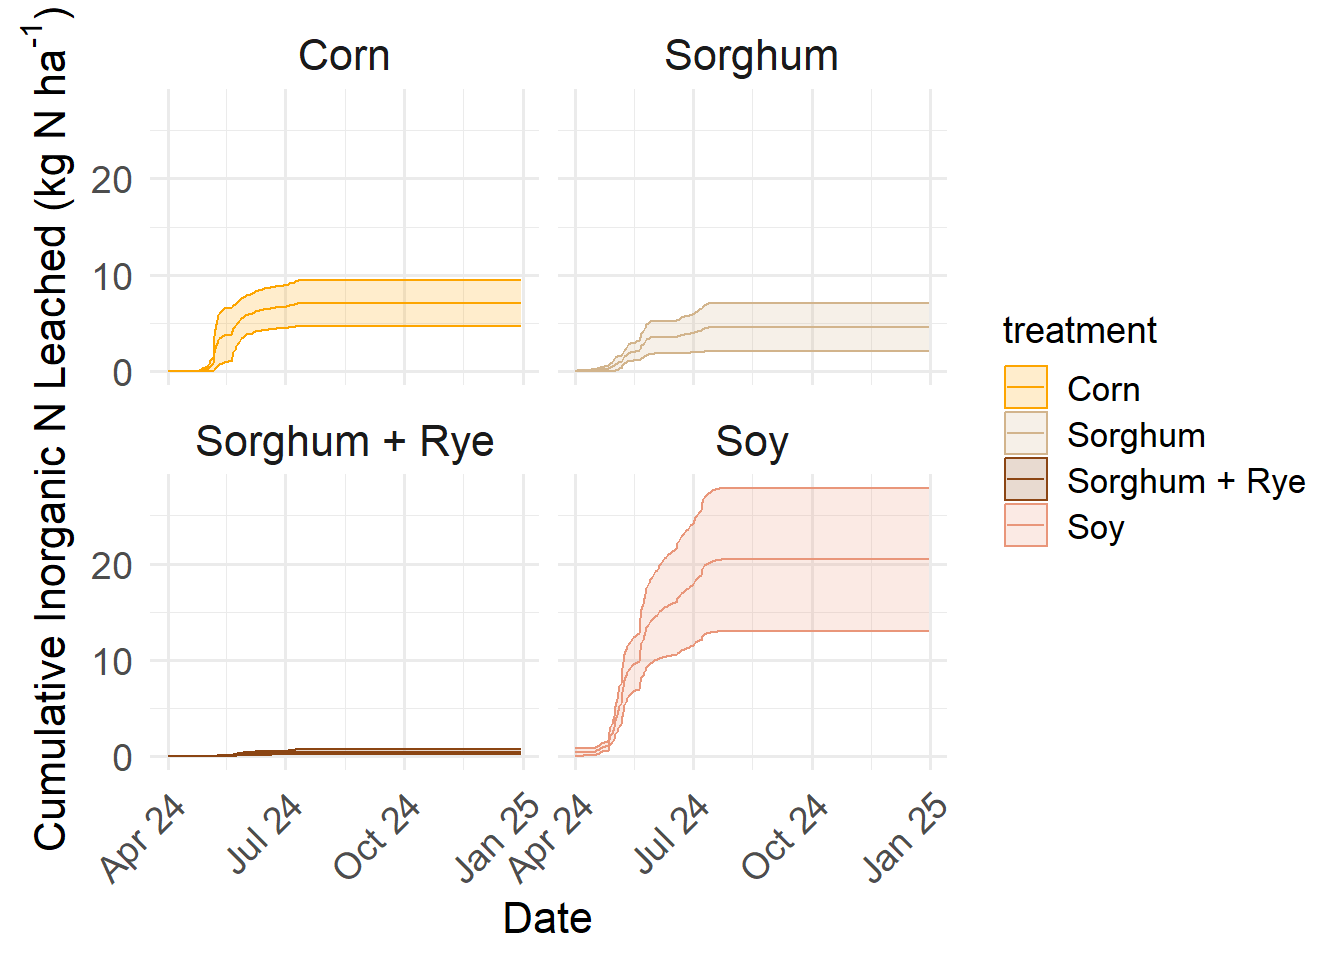 Cumulative Inorganic N Leached (kg N ha⁻¹)
Corn
Sorghum
20
10
0
Sorghum + Rye
Soy
20
10
0
Apr 24
Jul 24
Oct 24
Jan 25
Apr 24
Jul 24
Oct 24
Jan 25
Date
treatment
Corn
Sorghum
Sorghum + Rye
Soy